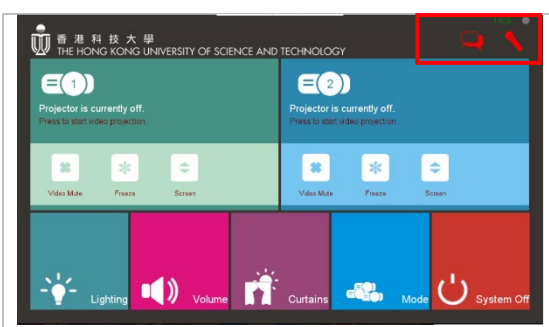 香港科技大學
THE HONG KONG UNIVERSITY OF SCIENCE AND TECHNOLOGY
1
Projector is currently off.
Press to start video projection.
Video Mute
Freeze
Screen
2
Projector is currently off.
Press to start video projection.
Video Mute
Freeze
Screen
Lighting
Volume
Curtains
Mode
System Off